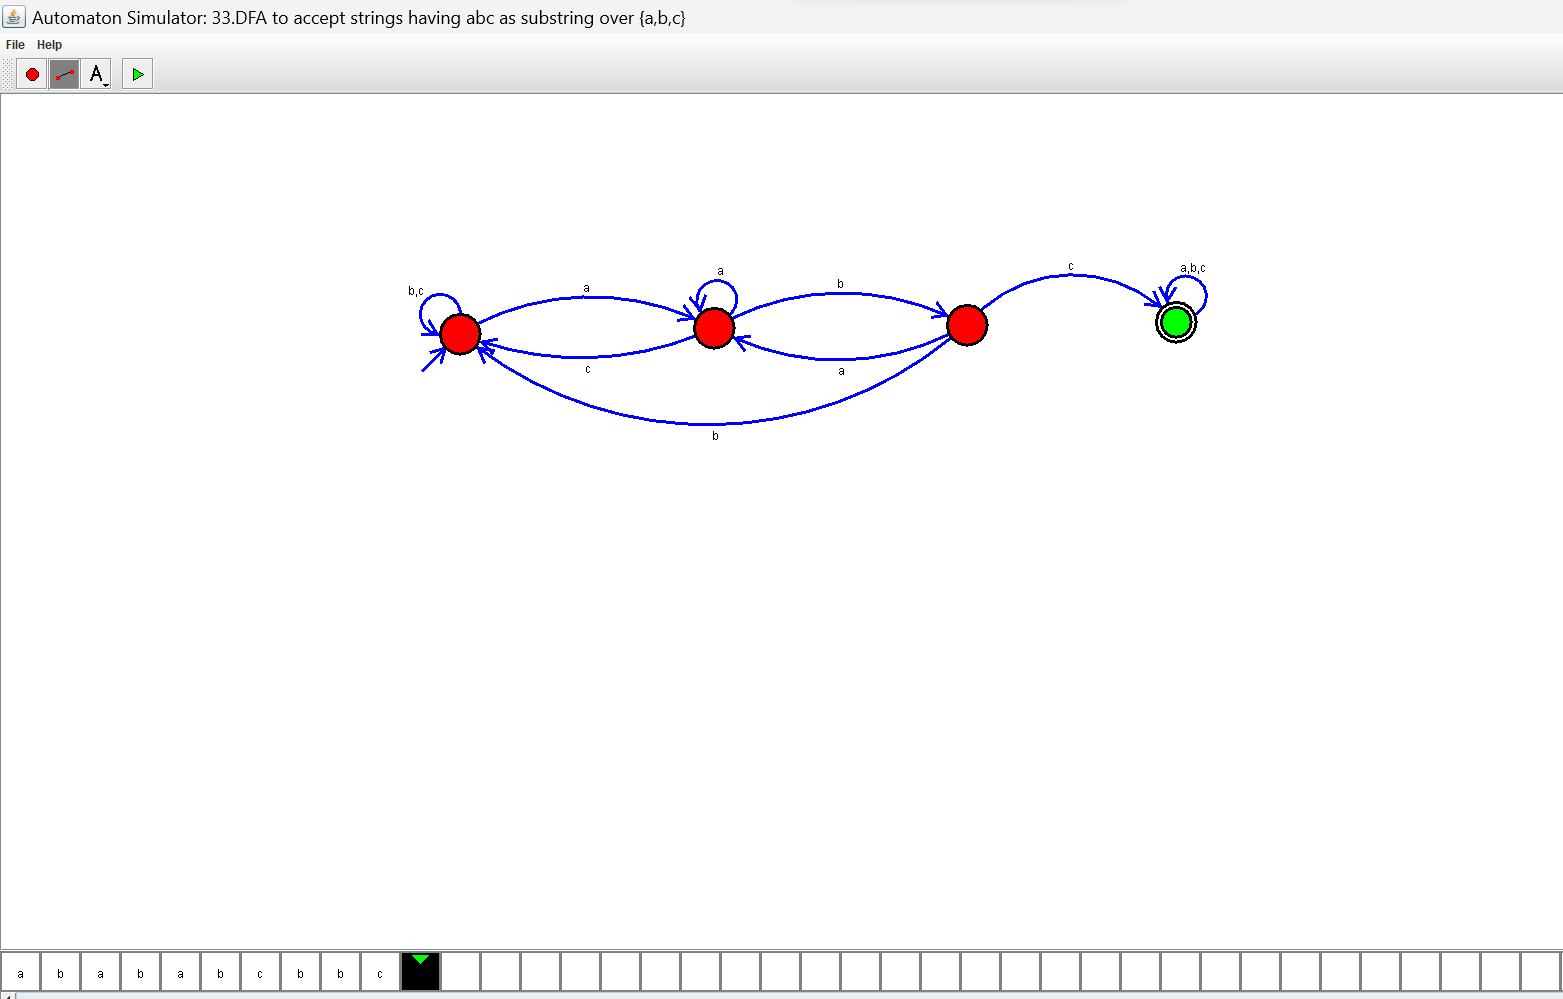 Automaton Simulator: 33.DFA to accept strings having abc as substring over {a,b,c}
File Help
A
c
a,b,c
a
b
a
b,c
c
a
b
a b a b a b c b b c